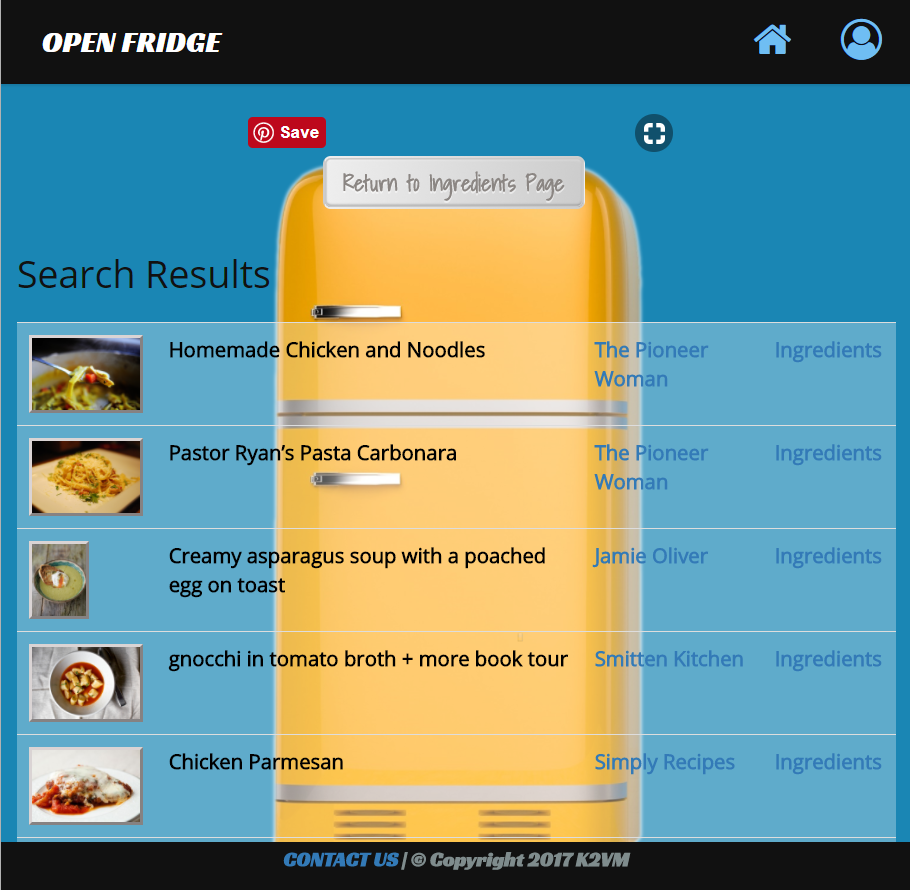 OPEN FRIDGE
Save
Return to Ingredients Page
Search Results
Homemade Chicken and Noodles
The Pioneer
Woman
Ingredients
Pastor Ryan’s Pasta Carbonara
The Pioneer
Woman
Ingredients
Creamy asparagus soup with a poached
egg on toast
Jamie Oliver
Ingredients
gnocchi in tomato broth + more book tour
Smitten Kitchen
Ingredients
Chicken Parmesan
Simply Recipes
Ingredients
CONTACT US | © Copyright 2017 K2VM